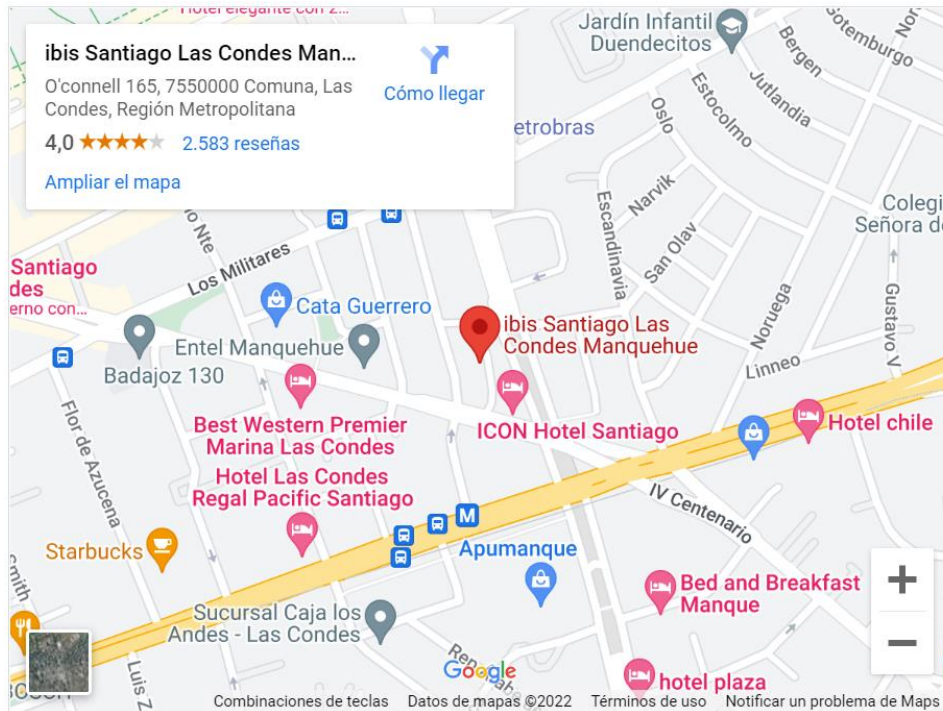 Hotel elegante con 2...
ibis Santiago Las Condes Man...
O'connell 165, 7550000 Comuna, Las
Condes, Región Metropolitana
4,0
2.583 reseñas
Ampliar el mapa
Cómo llegar
Jardín Infantil
Duendecitos
Bergen
Gotemburgo
Jutlandia
Estocolmo
Oslo
etrobras
Narvik
Escandinavia
San Olav
Colegi
Señora de
Noruega
Gustavo V
Linneo
Los Militares
Santiago
des
erno con...
Cata Guerrero
Entel Manquehue
Badajoz 130
ibis Santiago Las
Condes Manquehue
Best Western Premier
Marina Las Condes
ICON Hotel Santiago
Hotel chile
Hotel Las Condes
Regal Pacific Santiago
Flor de Azucena
IV Centenario
M
Starbucks
Apumanque
Bed and Breakfast
Manque
Smith
Sucursal Caja los
Andes - Las Condes
Luis Z
Google
hotel plaza
+
−
Combinaciones de teclas
Datos de mapas ©2022
Términos de uso
Notificar un problema de Maps